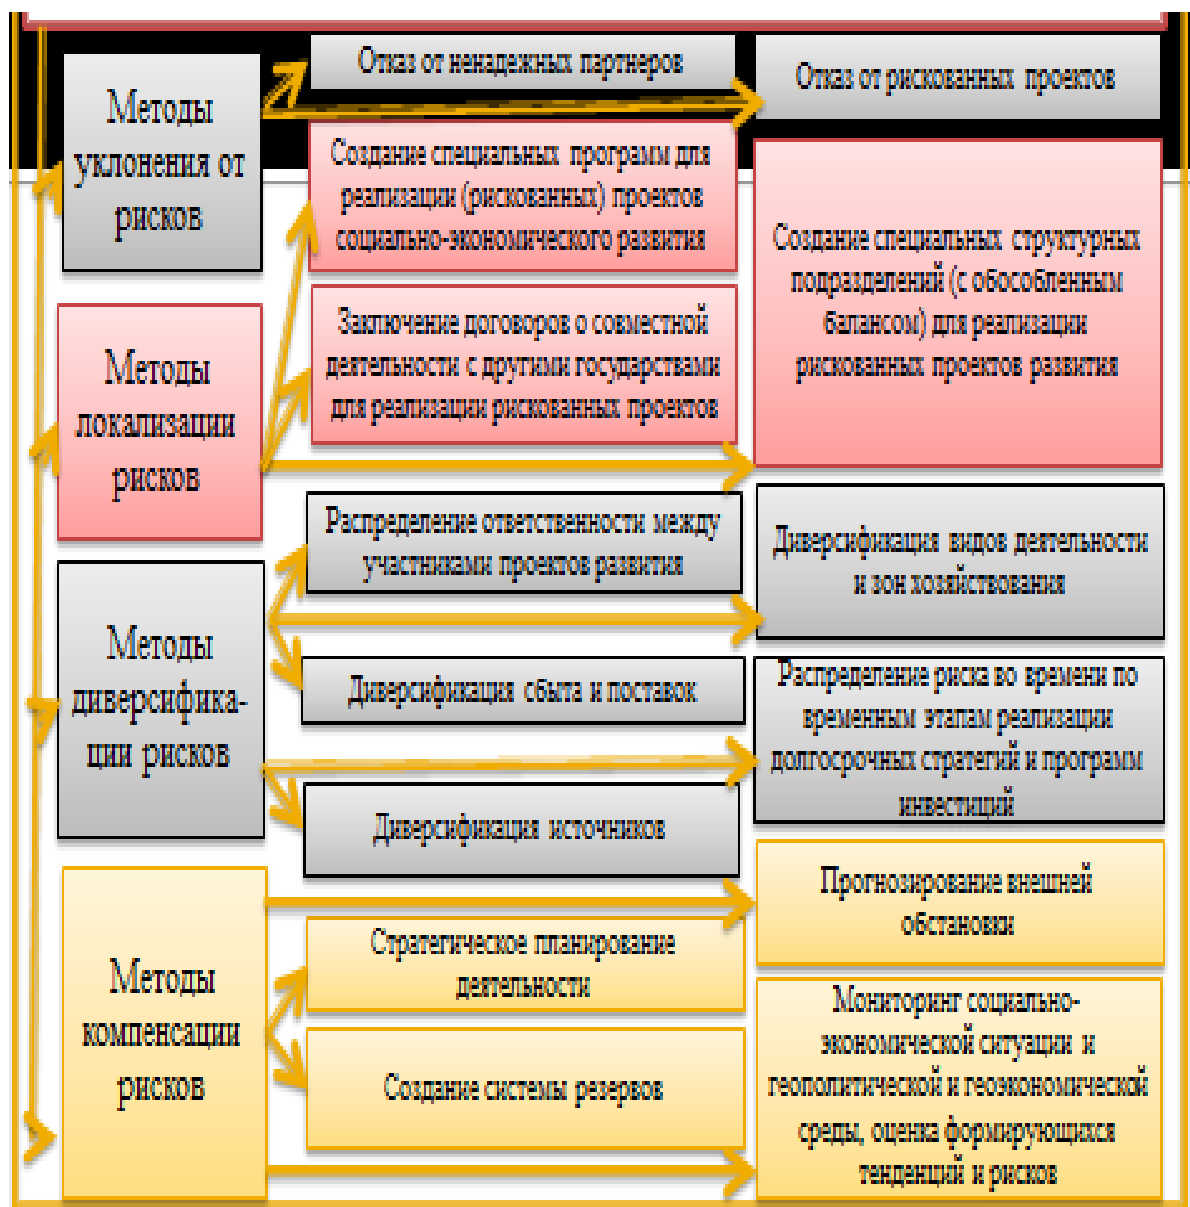 Методы
уклонения от
рисков
Отказ от ненадежных партнеров
Отказ от рискованных проектов
Методы
локализации
рисков
Создание специальных программ для
реализации (рискованных) проектов
социально-экономического развития
Заключение договоров о совместной
деятельности с другими государствами
для реализации рискованных проектов
Создание специальных структурных
подразделений (с обособленным
балансом) для реализации
рискованных проектов развития
Методы
диверсифика-
ции рисков
Распределение ответственности между
участниками проектов развития
Диверсификация видов деятельности
и зон хозяйствования
Диверсификация сбыта и поставок
Распределение риска во времени по
временным этапам реализации
долгосрочных стратегий и программ
инвестиций
Диверсификация источников
Методы
компенсации
рисков
Прогнозирование внешней
обстановки
Стратегическое планирование
деятельности
Создание системы резервов
Мониторинг социально-
экономической ситуации и
геополитической и геоэкономической
среды, оценка формирующихся
тенденций и рисков